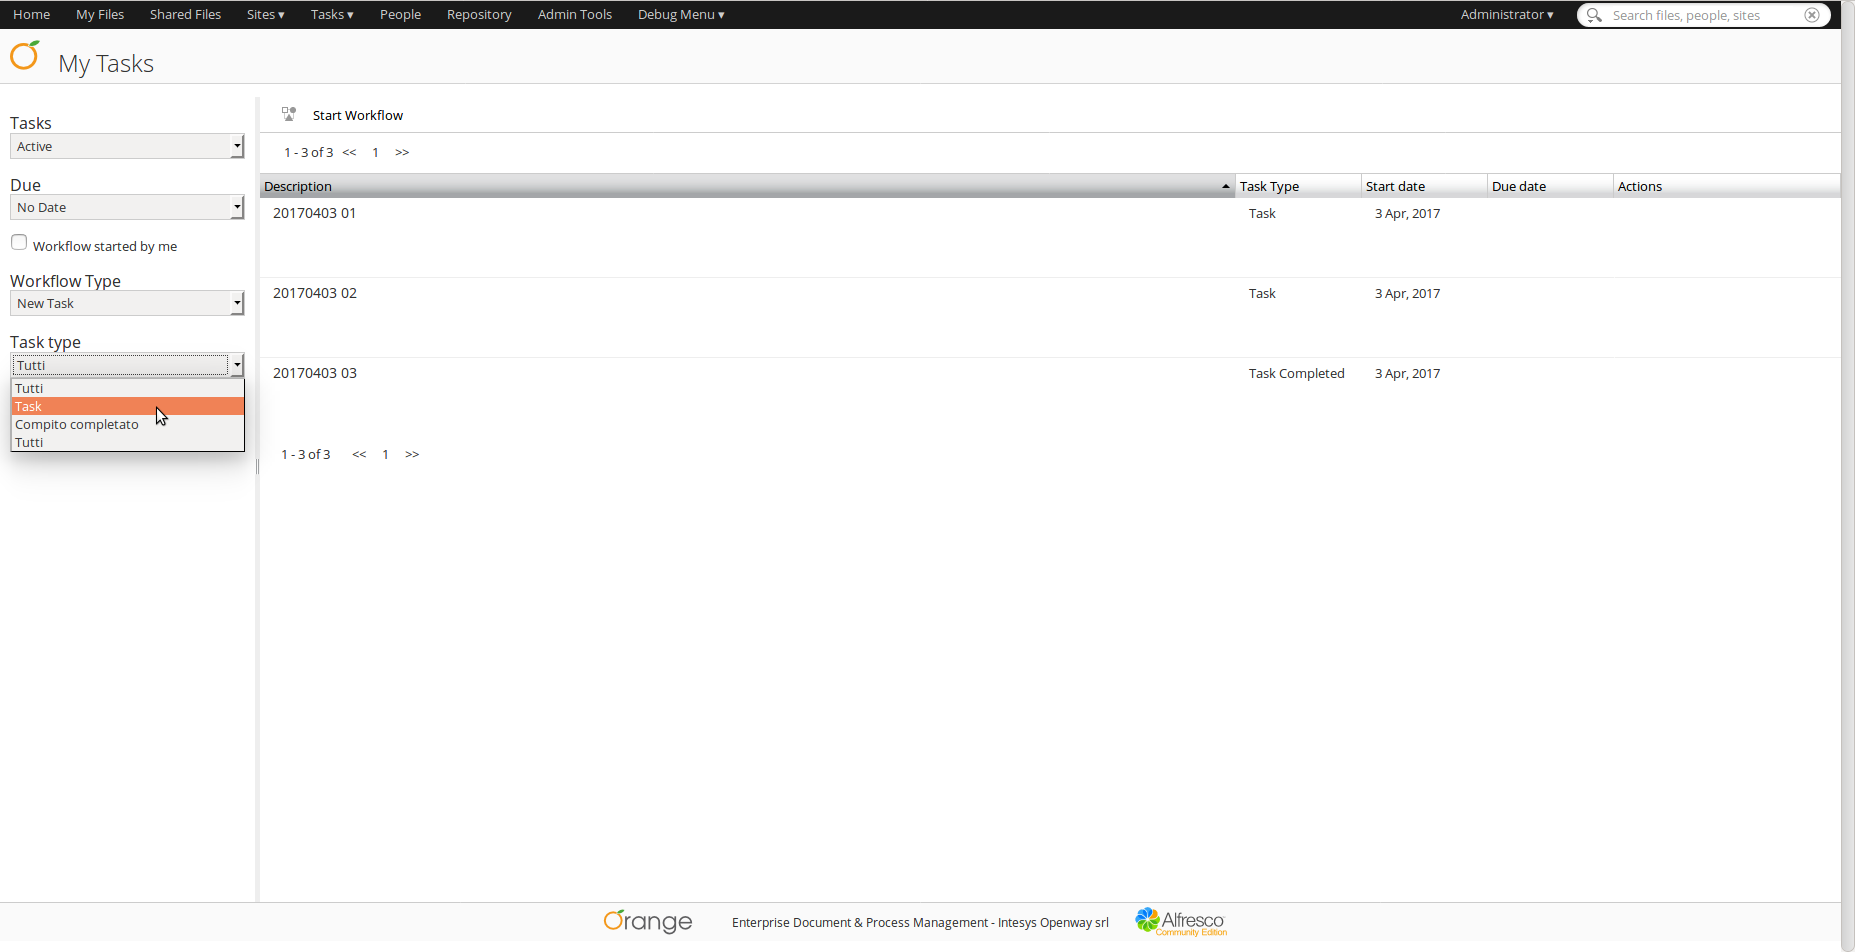 Home My Files Shared Files Sites ▾ Tasks ▾ People Repository Admin Tools Debug Menu ▾ Administrator ▾ Search files, people, sites
My Tasks
Tasks
Active
Due
No Date
Workflow started by me
Workflow Type
New Task
Task type
Tutti
Tutti
Task
Compito completato
Tutti
Start Workflow
1 - 3 of 3 << 1 >>
Description Task Type Start date Due date Actions
20170403 01 Task 3 Apr, 2017
20170403 02 Task 3 Apr, 2017
20170403 03 Task Completed 3 Apr, 2017
1 - 3 of 3 << 1 >>
Orange Enterprise Document & Process Management - Intesys Openway srl Alfresco
Community Edition